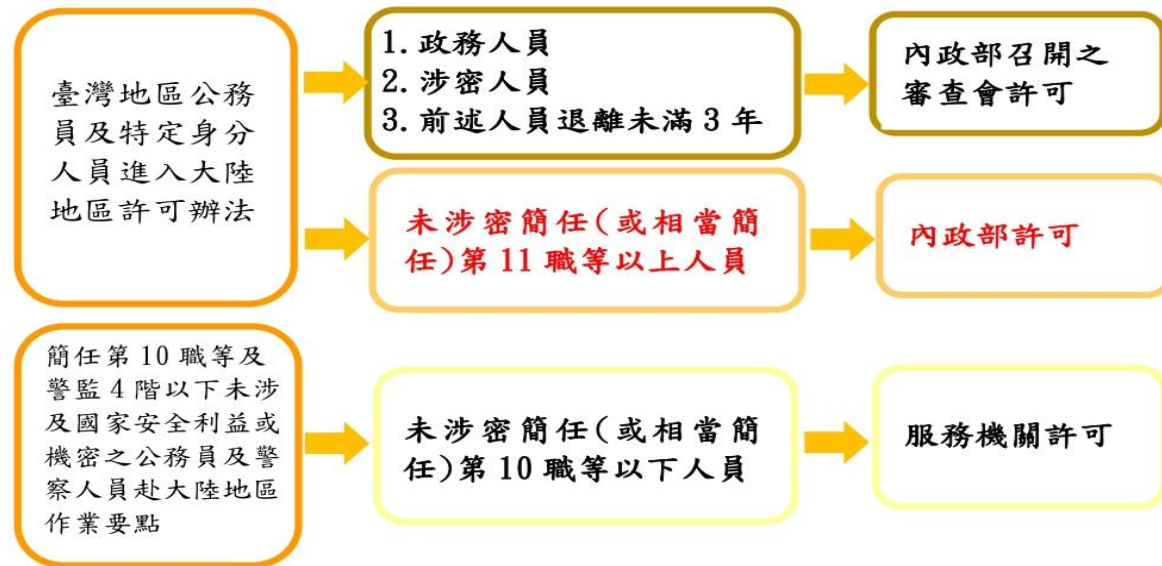 臺灣地區公務
員及特定身分
人員進入大陸
地區許可辦法
1. 政務人員
2. 涉密人員
3. 前述人員退離未滿 3 年
內政部召開之
審查會許可
未涉密簡任(或相當簡
任)第 11 職等以上人員
內政部許可
簡任第 10 職等及
警監 4 階以下未涉
及國家安全利益或
機密之公務員及警
察人員赴大陸地區
作業要點
未涉密簡任(或相當簡
任)第 10 職等以下人員
服務機關許可